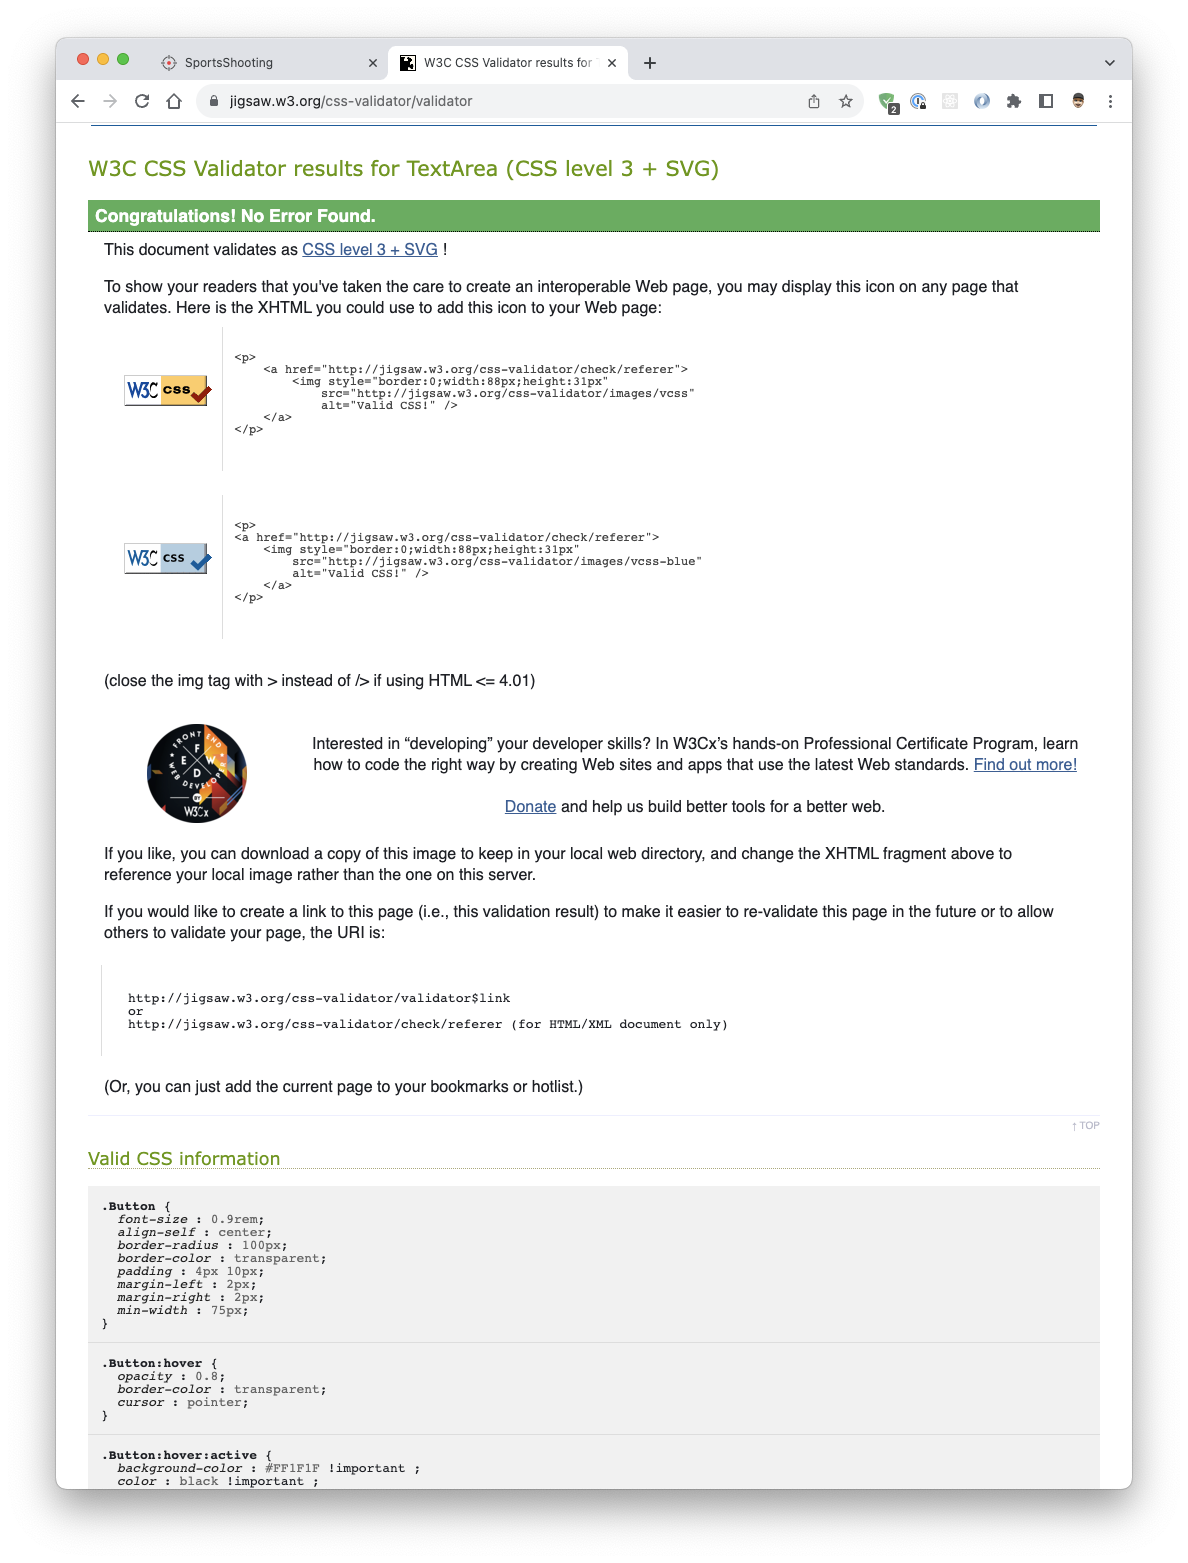 SportsShooting
W3C CSS Validator results for
jigsaw.w3.org/css-validator/validator
2
W3C CSS Validator results for TextArea (CSS level 3 + SVG)
Congratulations! No Error Found.
This document validates as CSS level 3 + SVG !
To show your readers that you've taken the care to create an interoperable Web page, you may display this icon on any page that
validates. Here is the XHTML you could use to add this icon to your Web page:
W3C css
<p>
<a href="http://jigsaw.w3.org/css-validator/check/referer">
<img style="border:0;width:88px;height:31px"
src="http://jigsaw.w3.org/css-validator/images/vcss"
alt="Valid CSS!" />
</a>
</p>
W3C css
<p>
<a href="http://jigsaw.w3.org/css-validator/check/referer">
<img style="border:0;width:88px;height:31px"
src="http://jigsaw.w3.org/css-validator/images/vcss-blue"
alt="Valid CSS!" />
</a>
</p>
(close the img tag with > instead of /> if using HTML <= 4.01)
FRONT END
F
E W
D
WEB DEVELOPER
W3Cx
Interested in “developing” your developer skills? In W3Cx’s hands-on Professional Certificate Program, learn
how to code the right way by creating Web sites and apps that use the latest Web standards. Find out more!
Donate and help us build better tools for a better web.
If you like, you can download a copy of this image to keep in your local web directory, and change the XHTML fragment above to
reference your local image rather than the one on this server.
If you would like to create a link to this page (i.e., this validation result) to make it easier to re-validate this page in the future or to allow
others to validate your page, the URI is:
http://jigsaw.w3.org/css-validator/validator$link
or
http://jigsaw.w3.org/css-validator/check/referer (for HTML/XML document only)
(Or, you can just add the current page to your bookmarks or hotlist.)
↑ TOP
Valid CSS information
.Button {
font-size : 0.9rem;
align-self : center;
border-radius : 100px;
border-color : transparent;
padding : 4px 10px;
margin-left : 2px;
margin-right : 2px;
min-width : 75px;
}
.Button:hover {
opacity : 0.8;
border-color : transparent;
cursor : pointer;
}
.Button:hover:active {
background-color : #FF1F1F !important ;
color : black !important ;